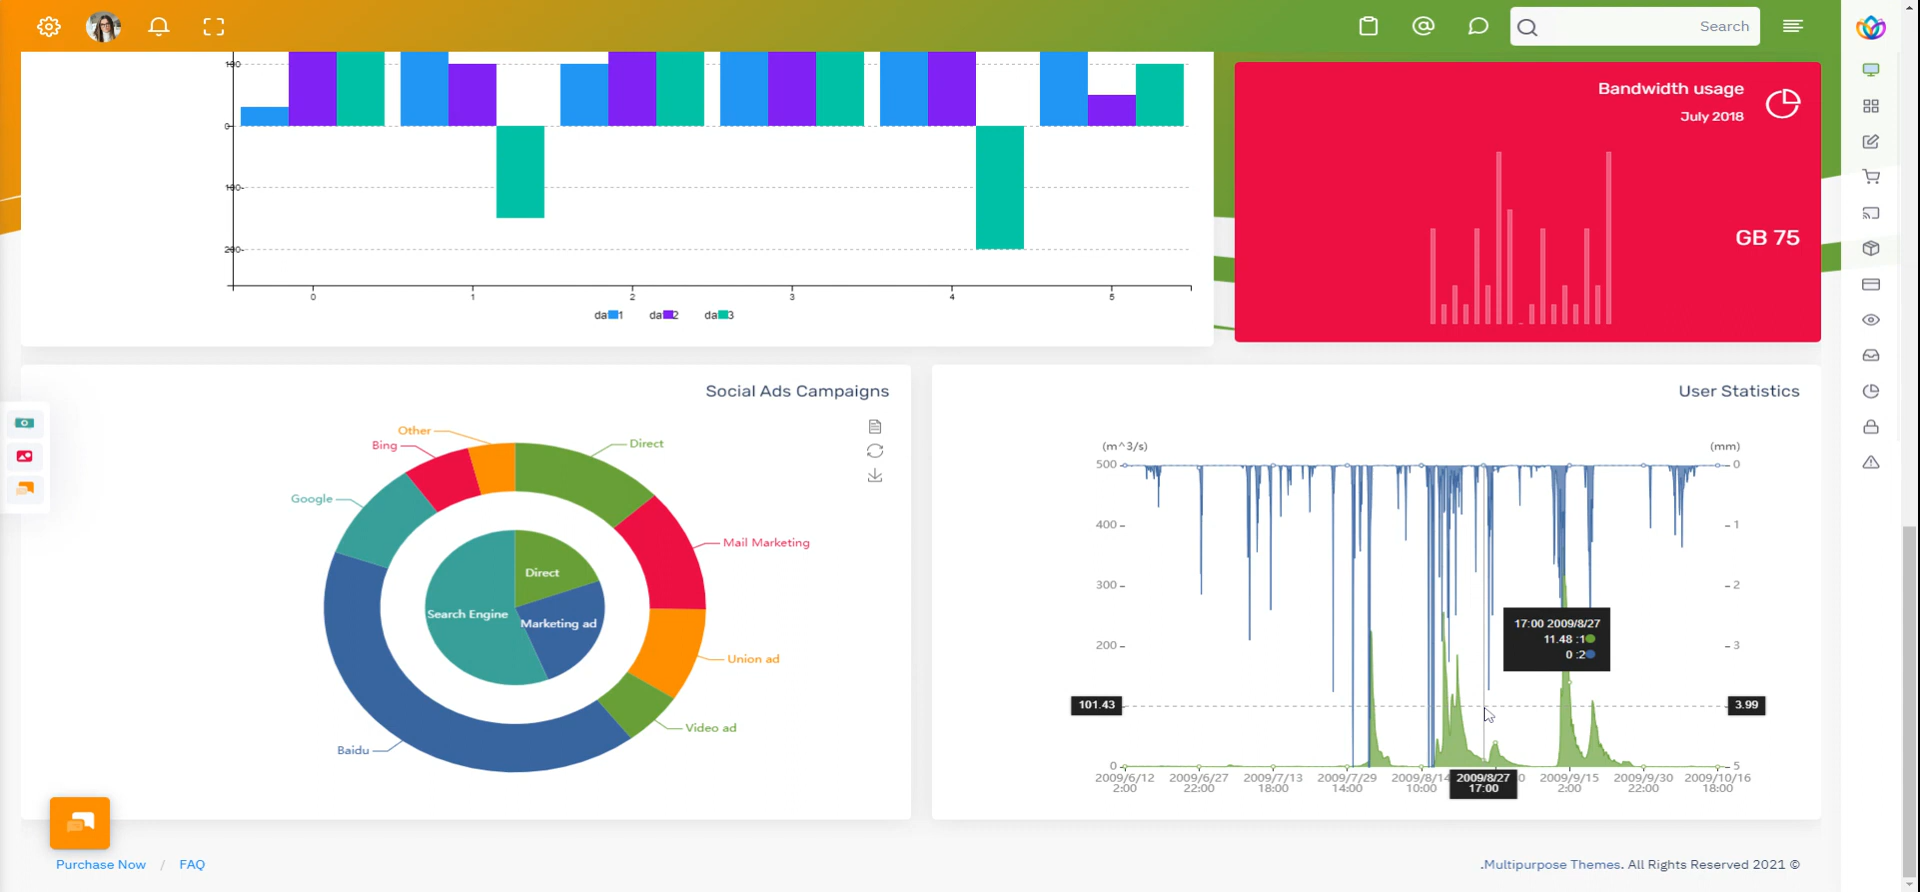 Search
100-
0-
100-
200-
0
1
2
3
4
5
da 1
da 2
da 3
Bandwidth usage
July 2018
GB 75
Social Ads Campaigns
Other
Bing
Direct
Google
Mail Marketing
Direct
Search Engine
Marketing ad
Union ad
Video ad
Baidu
User Statistics
(m^3/s)
(mm)
500
0
400
1
300
2
17:00 2009/8/27
11.48 :1
0 :2
200
3
101.43
3.99
0
5
2009/6/12
2:00
2009/6/27
22:00
2009/7/13
18:00
2009/7/29
14:00
2009/8/14
10:00
2009/8/27
17:00
2009/9/15
2:00
2009/9/30
22:00
2009/10/16
18:00
Purchase Now / FAQ
.Multipurpose Themes. All Rights Reserved 2021 ©